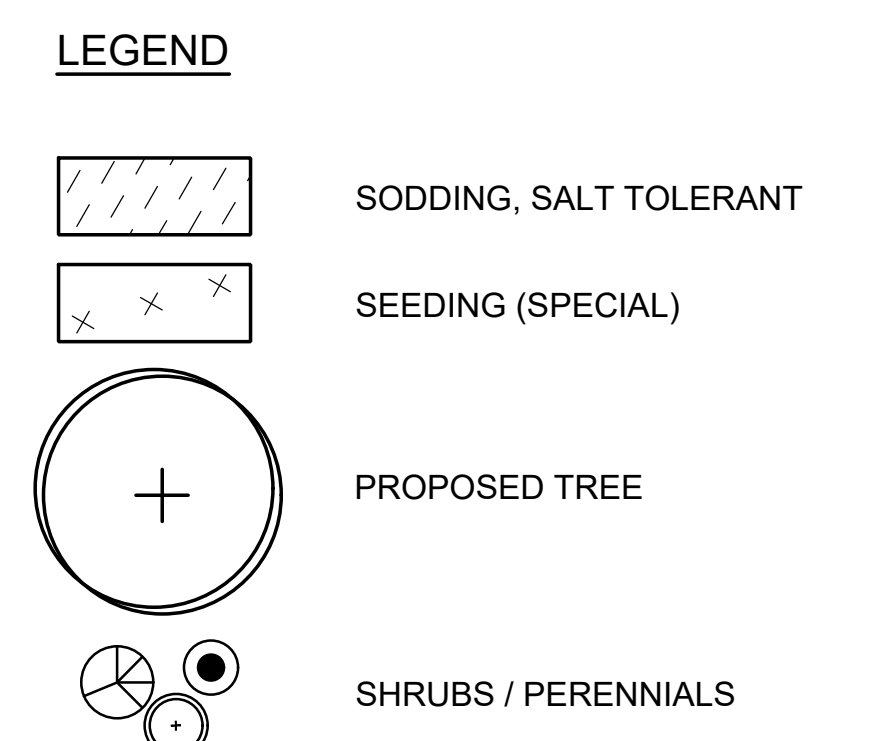 LEGEND
SODDING, SALT TOLERANT
SEEDING (SPECIAL)
PROPOSED TREE
SHRUBS / PERENNIALS